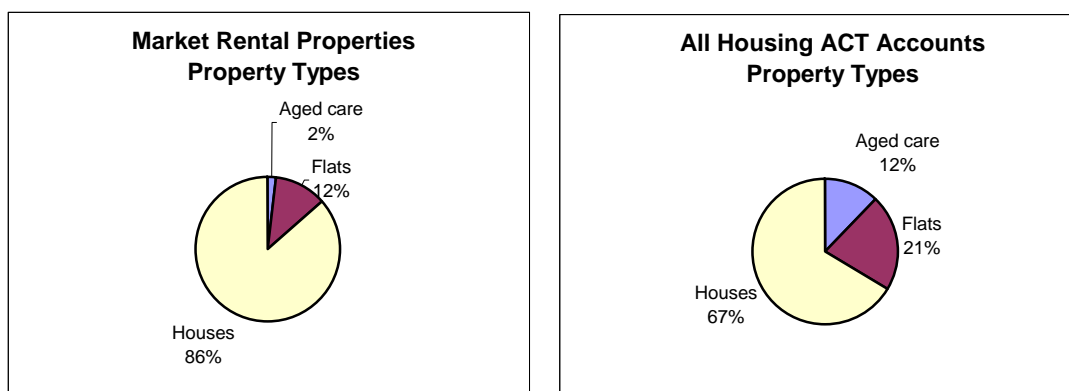 Market Rental Properties
Property Types
Aged care
2%
Flats
12%
Houses
86%
All Housing ACT Accounts
Property Types
Aged care
12%
Flats
21%
Houses
67%